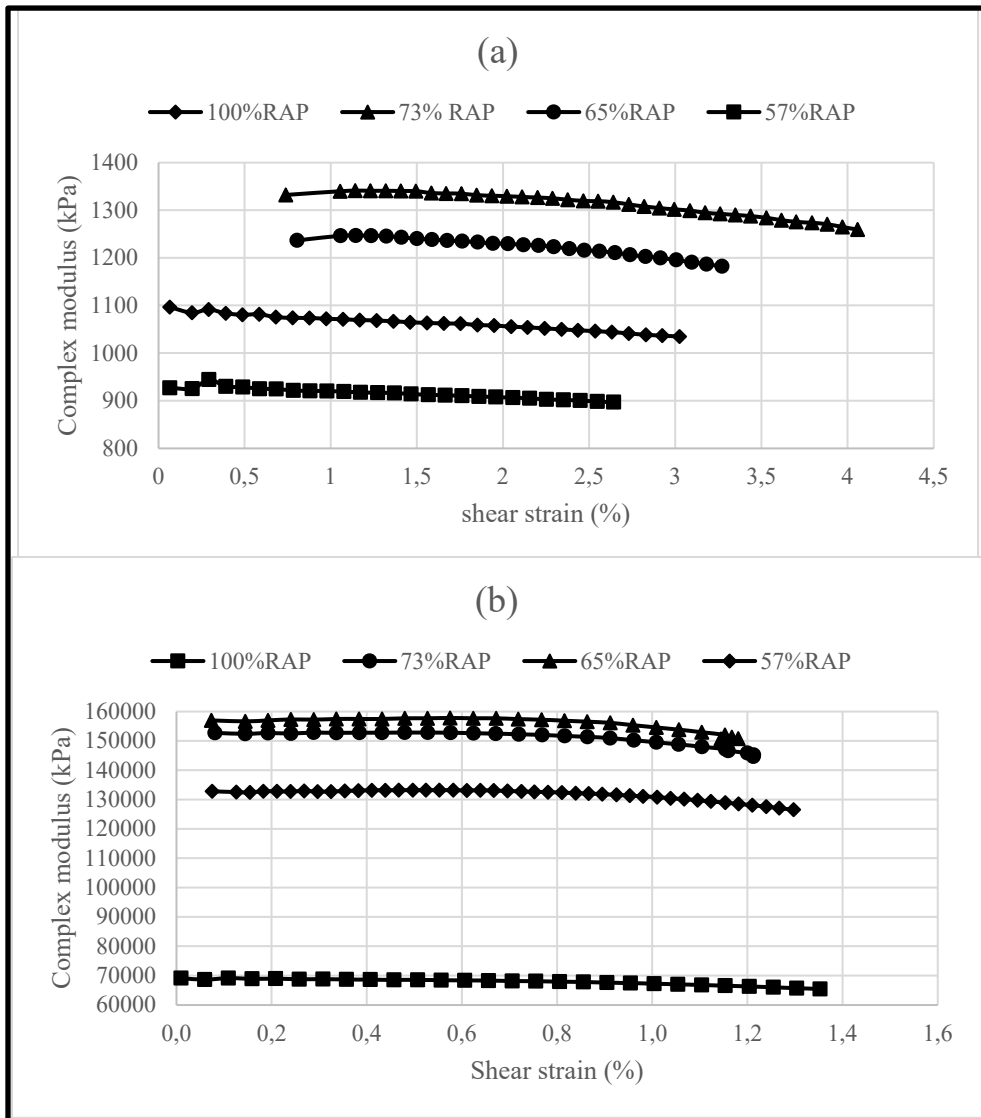 (a)
100%RAP 73% RAP 65%RAP 57%RAP
Complex modulus (kPa)
1400
1300
1200
1100
1000
900
800
0 0,5 1 1,5 2 2,5 3 3,5 4 4,5
shear strain (%)
(b)
100%RAP 73%RAP 65%RAP 57%RAP
Complex modulus (kPa)
160000
150000
140000
130000
120000
110000
100000
90000
80000
70000
60000
0,0 0,2 0,4 0,6 0,8 1,0 1,2 1,4 1,6
Shear strain (%)